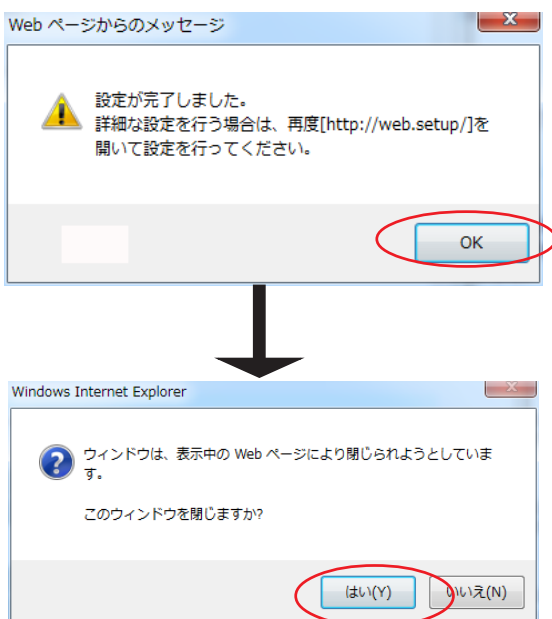 Web ページからのメッセージ
X
設定が完了しました。
詳細な設定を行う場合は、再度[http://web.setup/]を
開いて設定を行ってください。
OK
Windows Internet Explorer
X
ウィンドウは、表示中の Web ページにより閉じられようとしていま
す。
このウィンドウを閉じますか?
はい(Y)
いいえ(N)